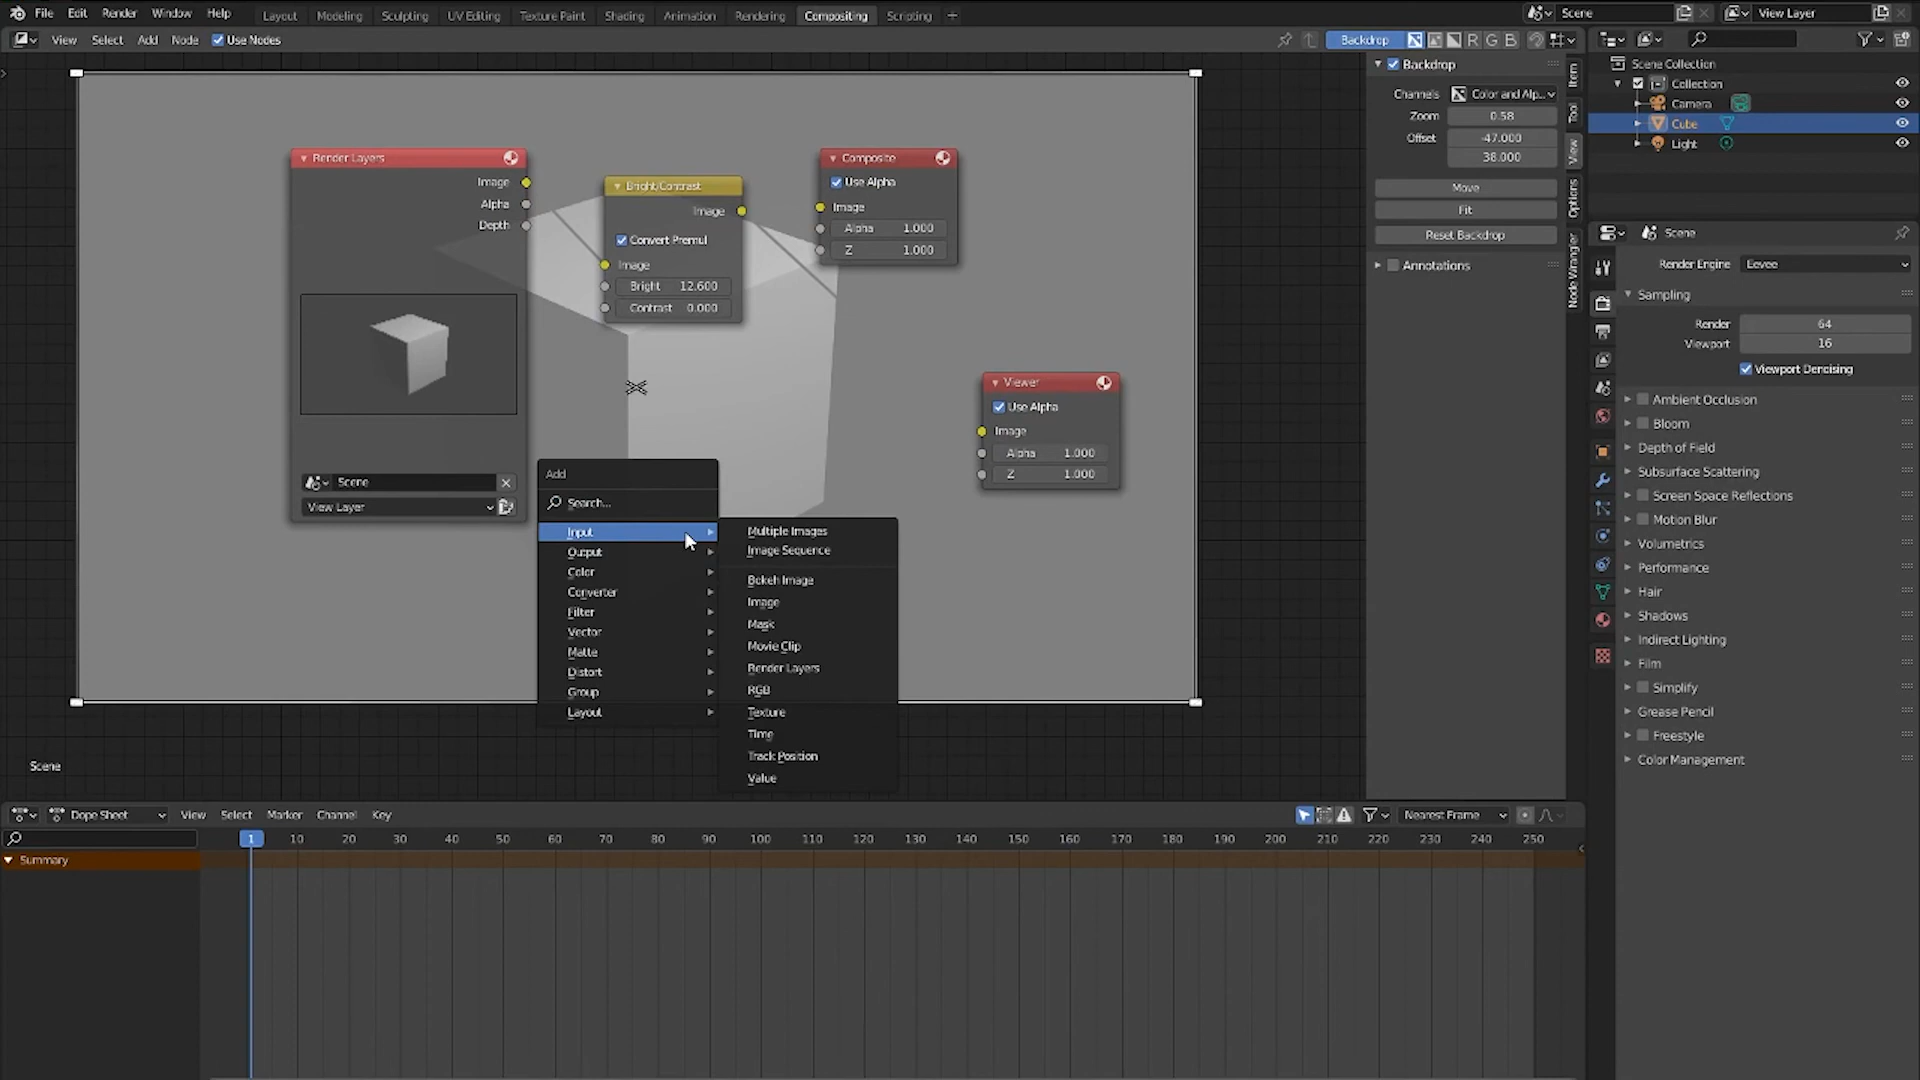 File Edit Render Window Help Layout Modeling Sculpting UV Editing Texture Paint Shading Animation Rendering Compositing Scripting + Scene View Layer
View Select Add Node Use Nodes Backdrop R G B
Backdrop
Channels Color and Alp...
Zoom 0.58
Offset -47.000
38.000
Move
Fit
Reset Backdrop
Annotations
Item
Tool
View
Options
Node Wrangler
Scene Collection
Collection
Camera
Cube
Light
Render Layers
Image
Alpha
Depth
Scene
View Layer
Bright/Contrast
Image
Convert Premul
Image
Bright 12.600
Contrast 0.000
Composite
Use Alpha
Image
Alpha 1.000
Z 1.000
Viewer
Use Alpha
Image
Alpha 1.000
Z 1.000
Add
Search...
Input
Output
Color
Converter
Filter
Vector
Matte
Distort
Group
Layout
Multiple Images
Image Sequence
Bokeh Image
Image
Mask
Movie Clip
Render Layers
RGB
Texture
Time
Track Position
Value
Scene
Scene
Render Engine Eevee
Sampling
Render 64
Viewport 16
Viewport Denoising
Ambient Occlusion
Bloom
Depth of Field
Subsurface Scattering
Screen Space Reflections
Motion Blur
Volumetrics
Performance
Hair
Shadows
Indirect Lighting
Film
Simplify
Grease Pencil
Freestyle
Color Management
Dope Sheet View Select Marker Channel Key Nearest Frame
1 10 20 30 40 50 60 70 80 90 100 110 120 130 140 150 160 170 180 190 200 210 220 230 240 250
Summary